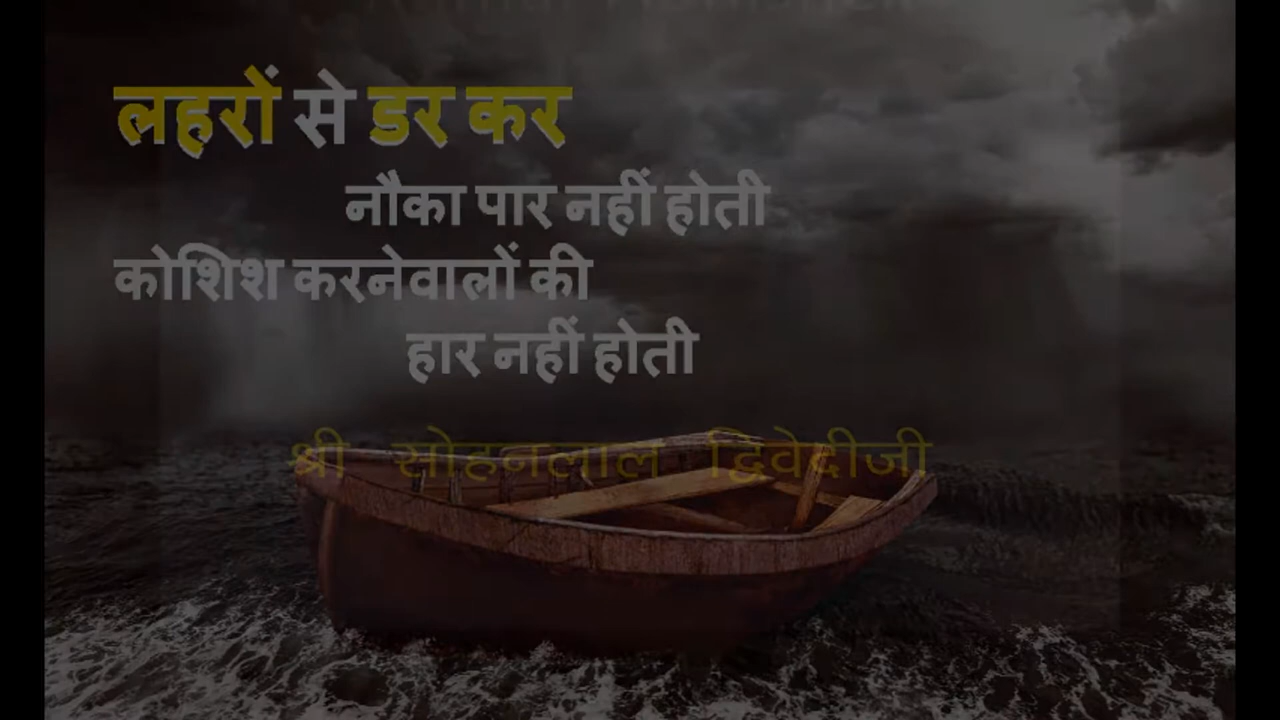 लहरों से डर कर
नौका पार नहीं होती
कोशिश करनेवालों की
हार नहीं होती
श्री सोहनलाल द्विवेदीजी